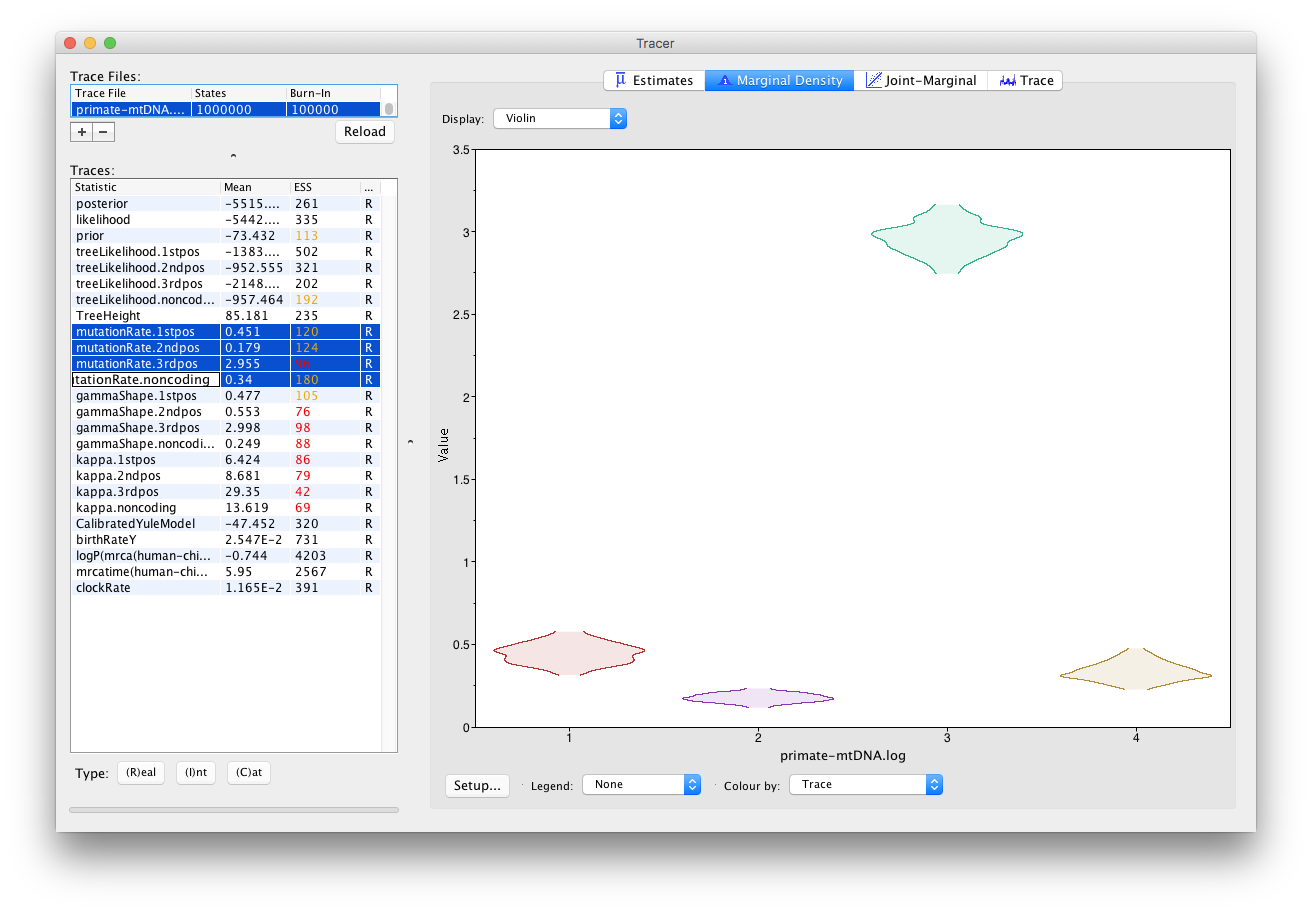 Tracer
Trace Files:
Trace File States Burn-In
primate-mtDNA.... 1000000 100000
+ − Reload
Traces:
Statistic Mean ESS ...
posterior −5515.... 261 R
likelihood −5442.... 335 R
prior −73.432 113 R
treeLikelihood.1stpos −1383.... 502 R
treeLikelihood.2ndpos −952.555 321 R
treeLikelihood.3rdpos −2148.... 202 R
treeLikelihood.noncod... −957.464 192 R
TreeHeight 85.181 235 R
mutationRate.1stpos 0.451 120 R
mutationRate.2ndpos 0.179 124 R
mutationRate.3rdpos 2.955 96 R
tationRate.noncoding 0.34 180 R
gammaShape.1stpos 0.477 105 R
gammaShape.2ndpos 0.553 76 R
gammaShape.3rdpos 2.998 98 R
gammaShape.noncodi... 0.249 88 R
kappa.1stpos 6.424 86 R
kappa.2ndpos 8.681 79 R
kappa.3rdpos 29.35 42 R
kappa.noncoding 13.619 69 R
CalibratedYuleModel −47.452 320 R
birthRateY 2.547E−2 731 R
logP(mrca(human-chi... −0.744 4203 R
mrcatime(human-chi... 5.95 2567 R
clockRate 1.165E−2 391 R
Type: (R)eal (I)nt (C)at
Estimates Marginal Density Joint-Marginal Trace
Display: Violin
3.5
3
2.5
2
1.5
1
0.5
0
Value
1 2 3 4
primate-mtDNA.log
Setup... Legend: None Colour by: Trace